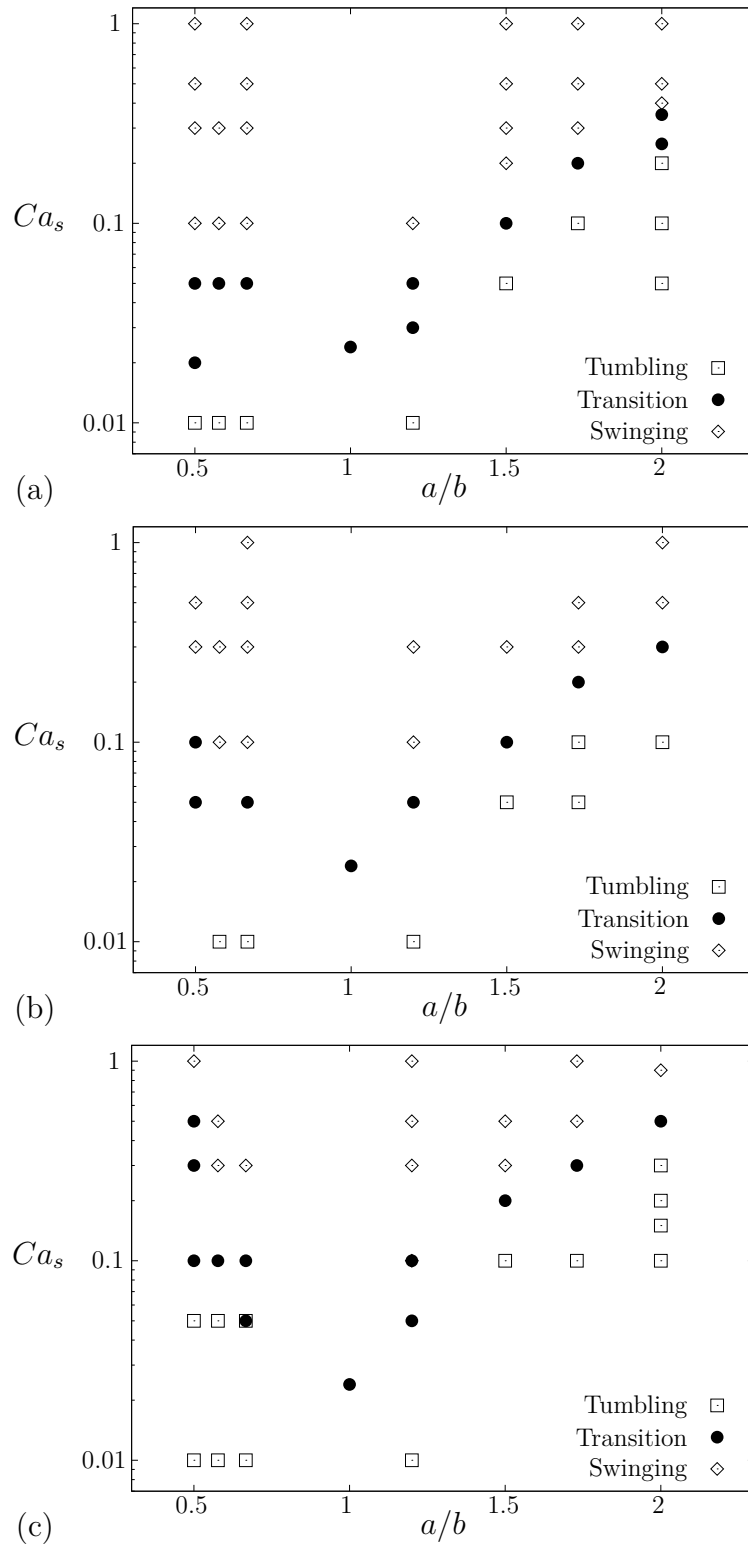 1
Ca_s 0.1
Tumbling
Transition
0.01 Swinging
0.5 1 1.5 2
(a) a/b
1
Ca_s 0.1
Tumbling
Transition
0.01 Swinging
0.5 1 1.5 2
(b) a/b
1
Ca_s 0.1
Tumbling
Transition
0.01 Swinging
0.5 1 1.5 2
(c) a/b